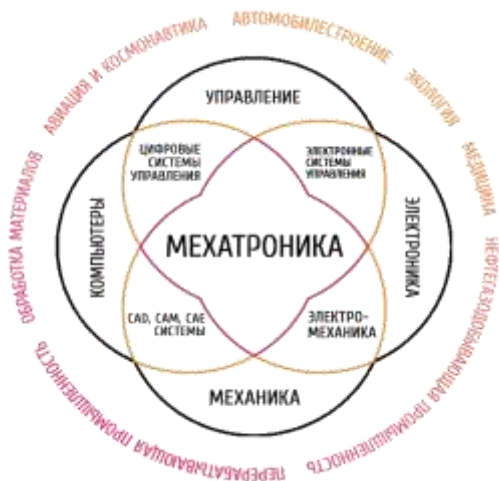 АВИАЦИЯ И КОСМОНАВТИКА
АВТОМОБИЛЕСТРОЕНИЕ
ЭКОЛОГИЯ
МЕДИЦИНА
НЕФТЕГАЗОДОБЫВАЮЩАЯ ПРОМЫШЛЕННОСТЬ
ПЕРЕРАБАТЫВАЮЩАЯ ПРОМЫШЛЕННОСТЬ
ОБРАБОТКА МАТЕРИАЛОВ
УПРАВЛЕНИЕ
ЦИФРОВЫЕ
СИСТЕМЫ
УПРАВЛЕНИЯ
ЭЛЕКТРОННЫЕ
СИСТЕМЫ
УПРАВЛЕНИЯ
КОМПЬЮТЕРЫ
МЕХАТРОНИКА
ЭЛЕКТРОНИКА
CAD, CAM, CAE
СИСТЕМЫ
ЭЛЕКТРО-
МЕХАНИКА
МЕХАНИКА